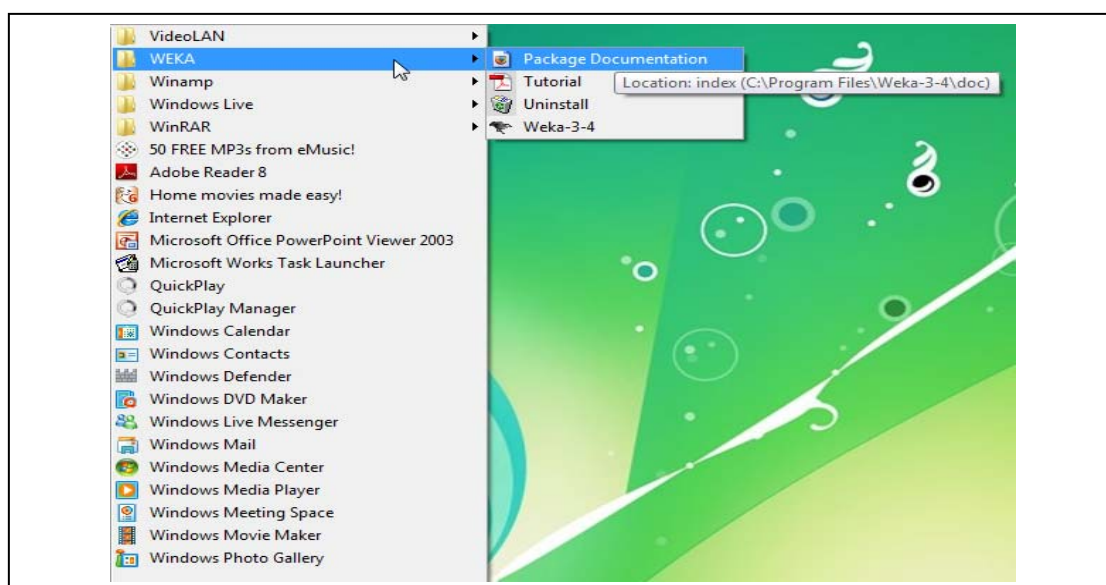 VideoLAN
WEKA
Winamp
Windows Live
WinRAR
50 FREE MP3s from eMusic!
Adobe Reader 8
Home movies made easy!
Internet Explorer
Microsoft Office PowerPoint Viewer 2003
Microsoft Works Task Launcher
QuickPlay
QuickPlay Manager
Windows Calendar
Windows Contacts
Windows Defender
Windows DVD Maker
Windows Live Messenger
Windows Mail
Windows Media Center
Windows Media Player
Windows Meeting Space
Windows Movie Maker
Windows Photo Gallery
Package Documentation
Tutorial
Uninstall
Weka-3-4
Location: index (C:\Program Files\Weka-3-4\doc)